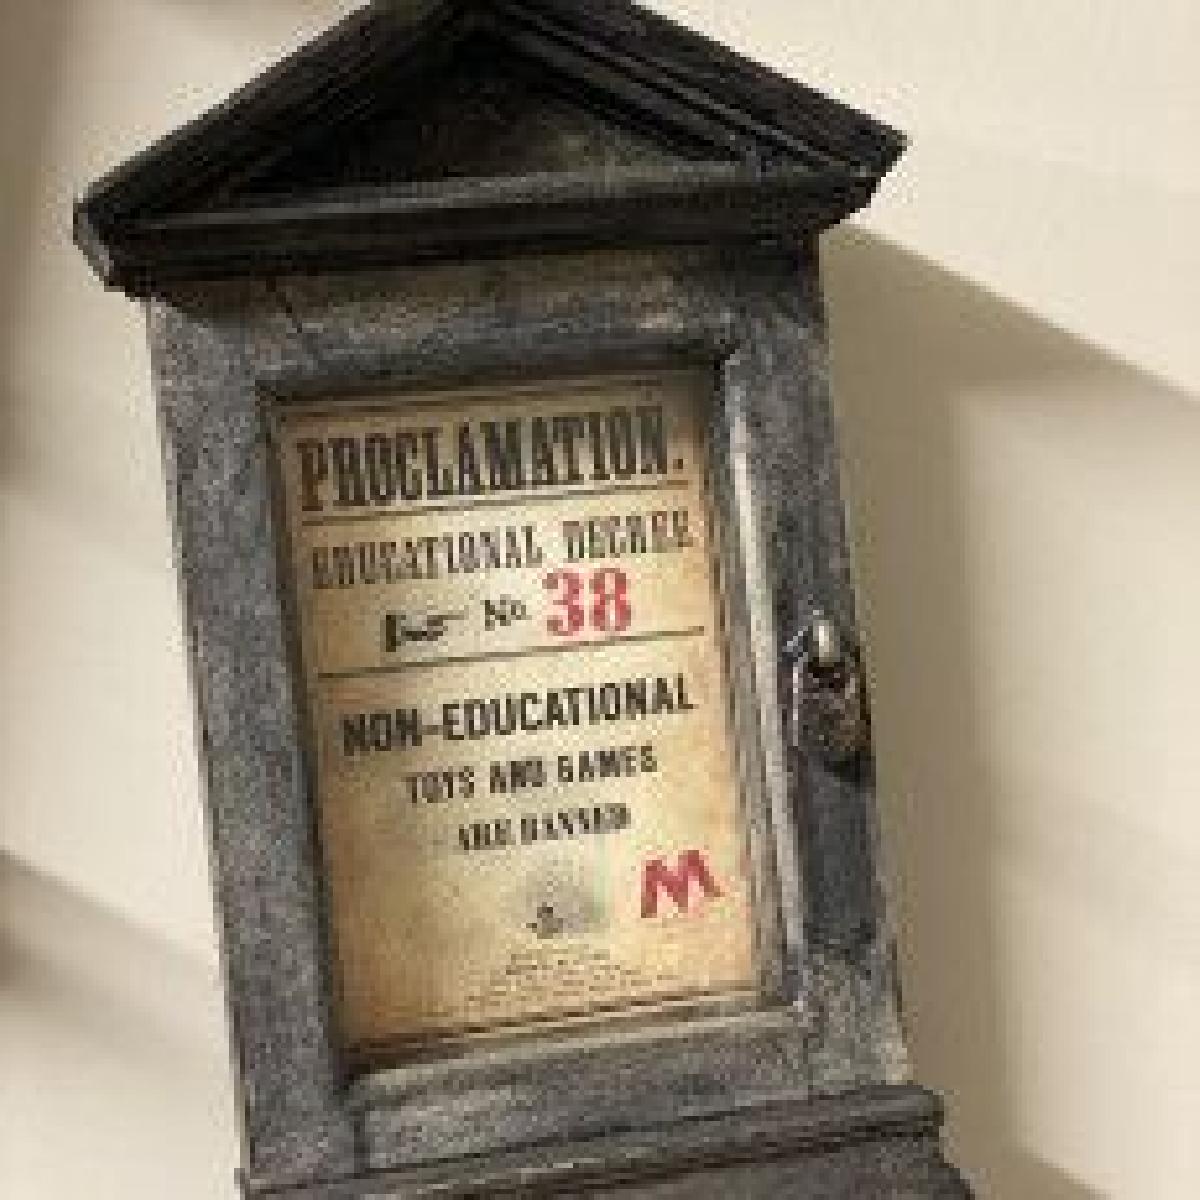 PROCLAMATION.
EDUCATIONAL DECREE
No. 38
NON-EDUCATIONAL
TOYS AND GAMES
ARE BANNED
M